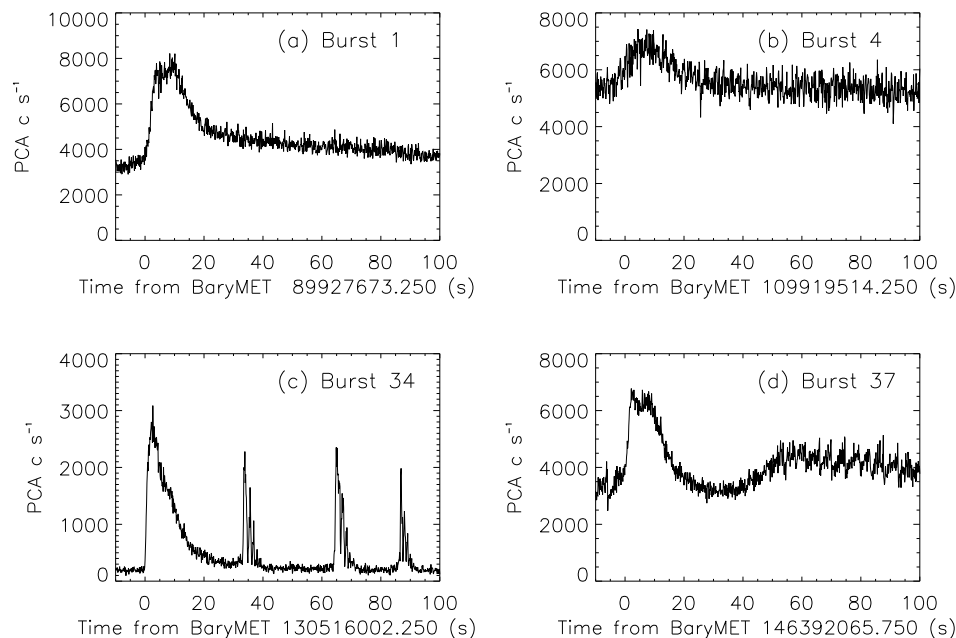 (a) Burst 1
PCA c s⁻¹
10000
8000
6000
4000
2000
0
0 20 40 60 80 100
Time from BaryMET 89927673.250 (s)
(b) Burst 4
PCA c s⁻¹
8000
6000
4000
2000
0
0 20 40 60 80 100
Time from BaryMET 109919514.250 (s)
(c) Burst 34
PCA c s⁻¹
4000
3000
2000
1000
0
0 20 40 60 80 100
Time from BaryMET 130516002.250 (s)
(d) Burst 37
PCA c s⁻¹
8000
6000
4000
2000
0
0 20 40 60 80 100
Time from BaryMET 146392065.750 (s)